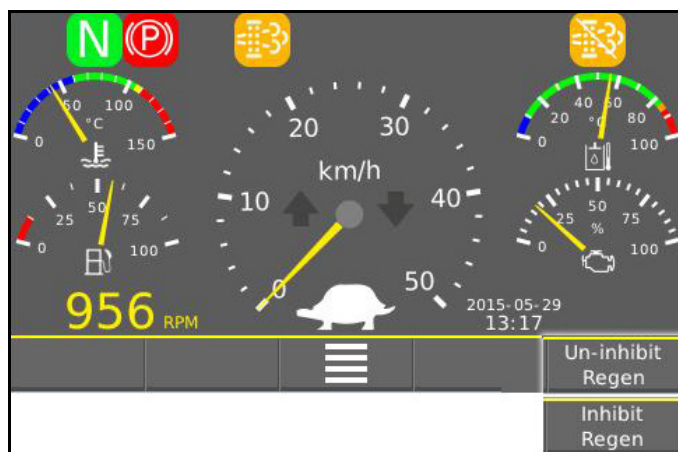 N (P)
50 100
°C
0 150
20 30
km/h
10 40
0 50
20 40 60 80
°C
0 100
25 50 75
0 100
25 50 75
%
0 100
956 RPM
2015-05-29
13:17
Un-inhibit
Regen
Inhibit
Regen